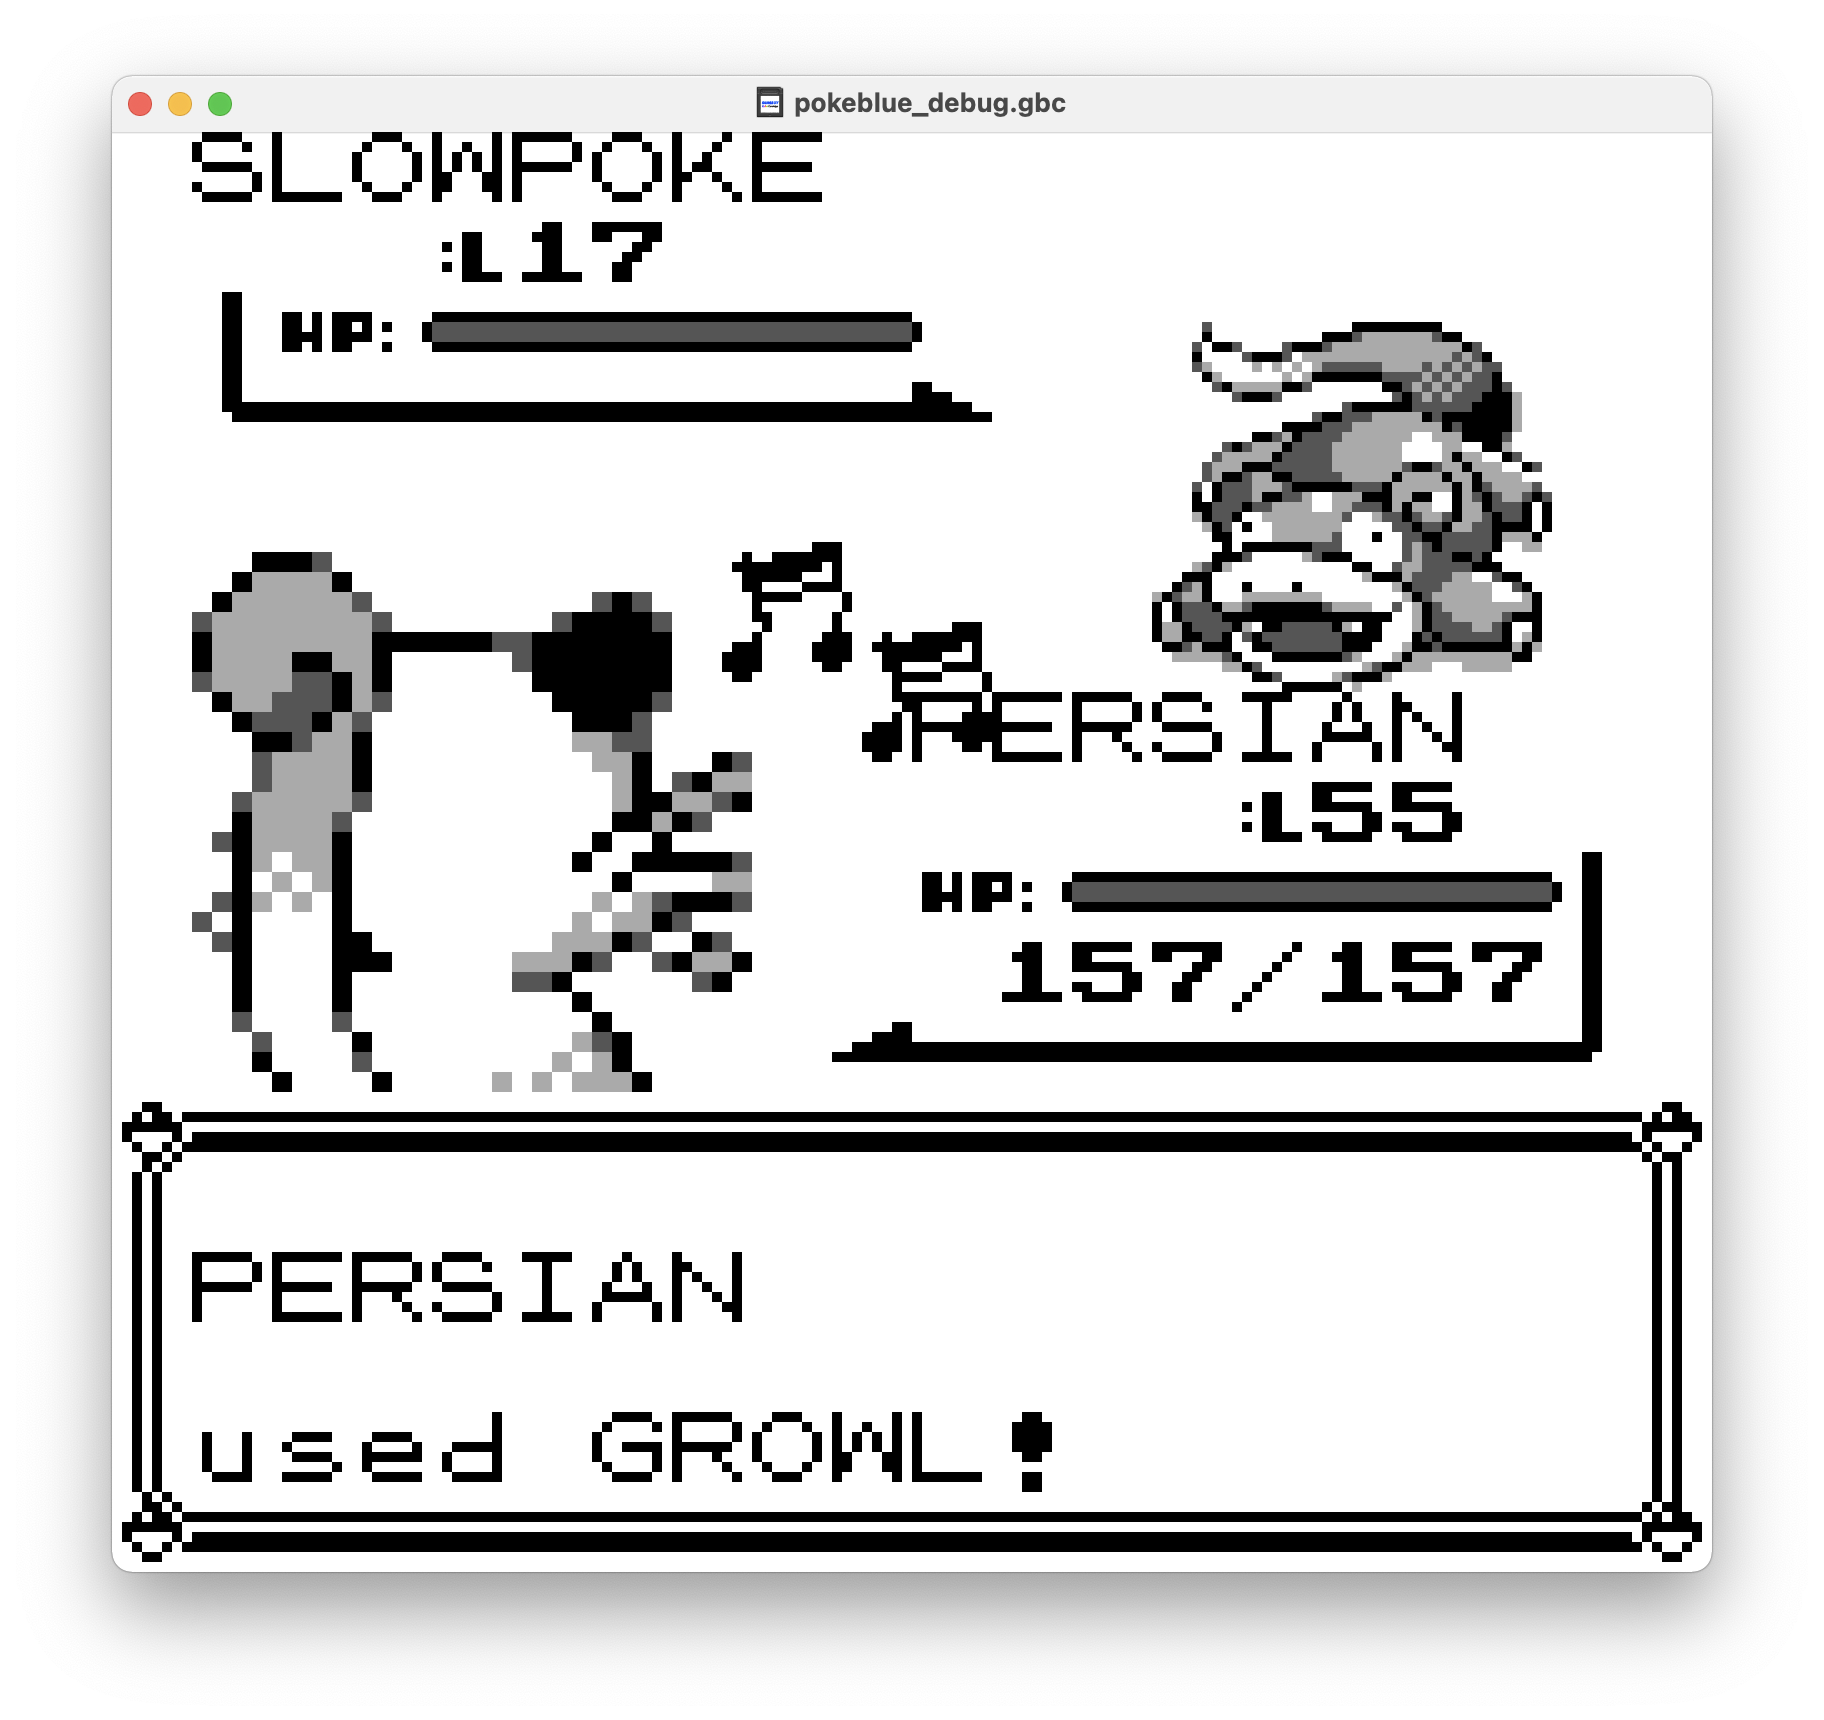 pokeblue_debug.gbc
SLOWPOKE
:L17
HP:
PERSIAN
:L55
HP:
157/157
PERSIAN
used GROWL!